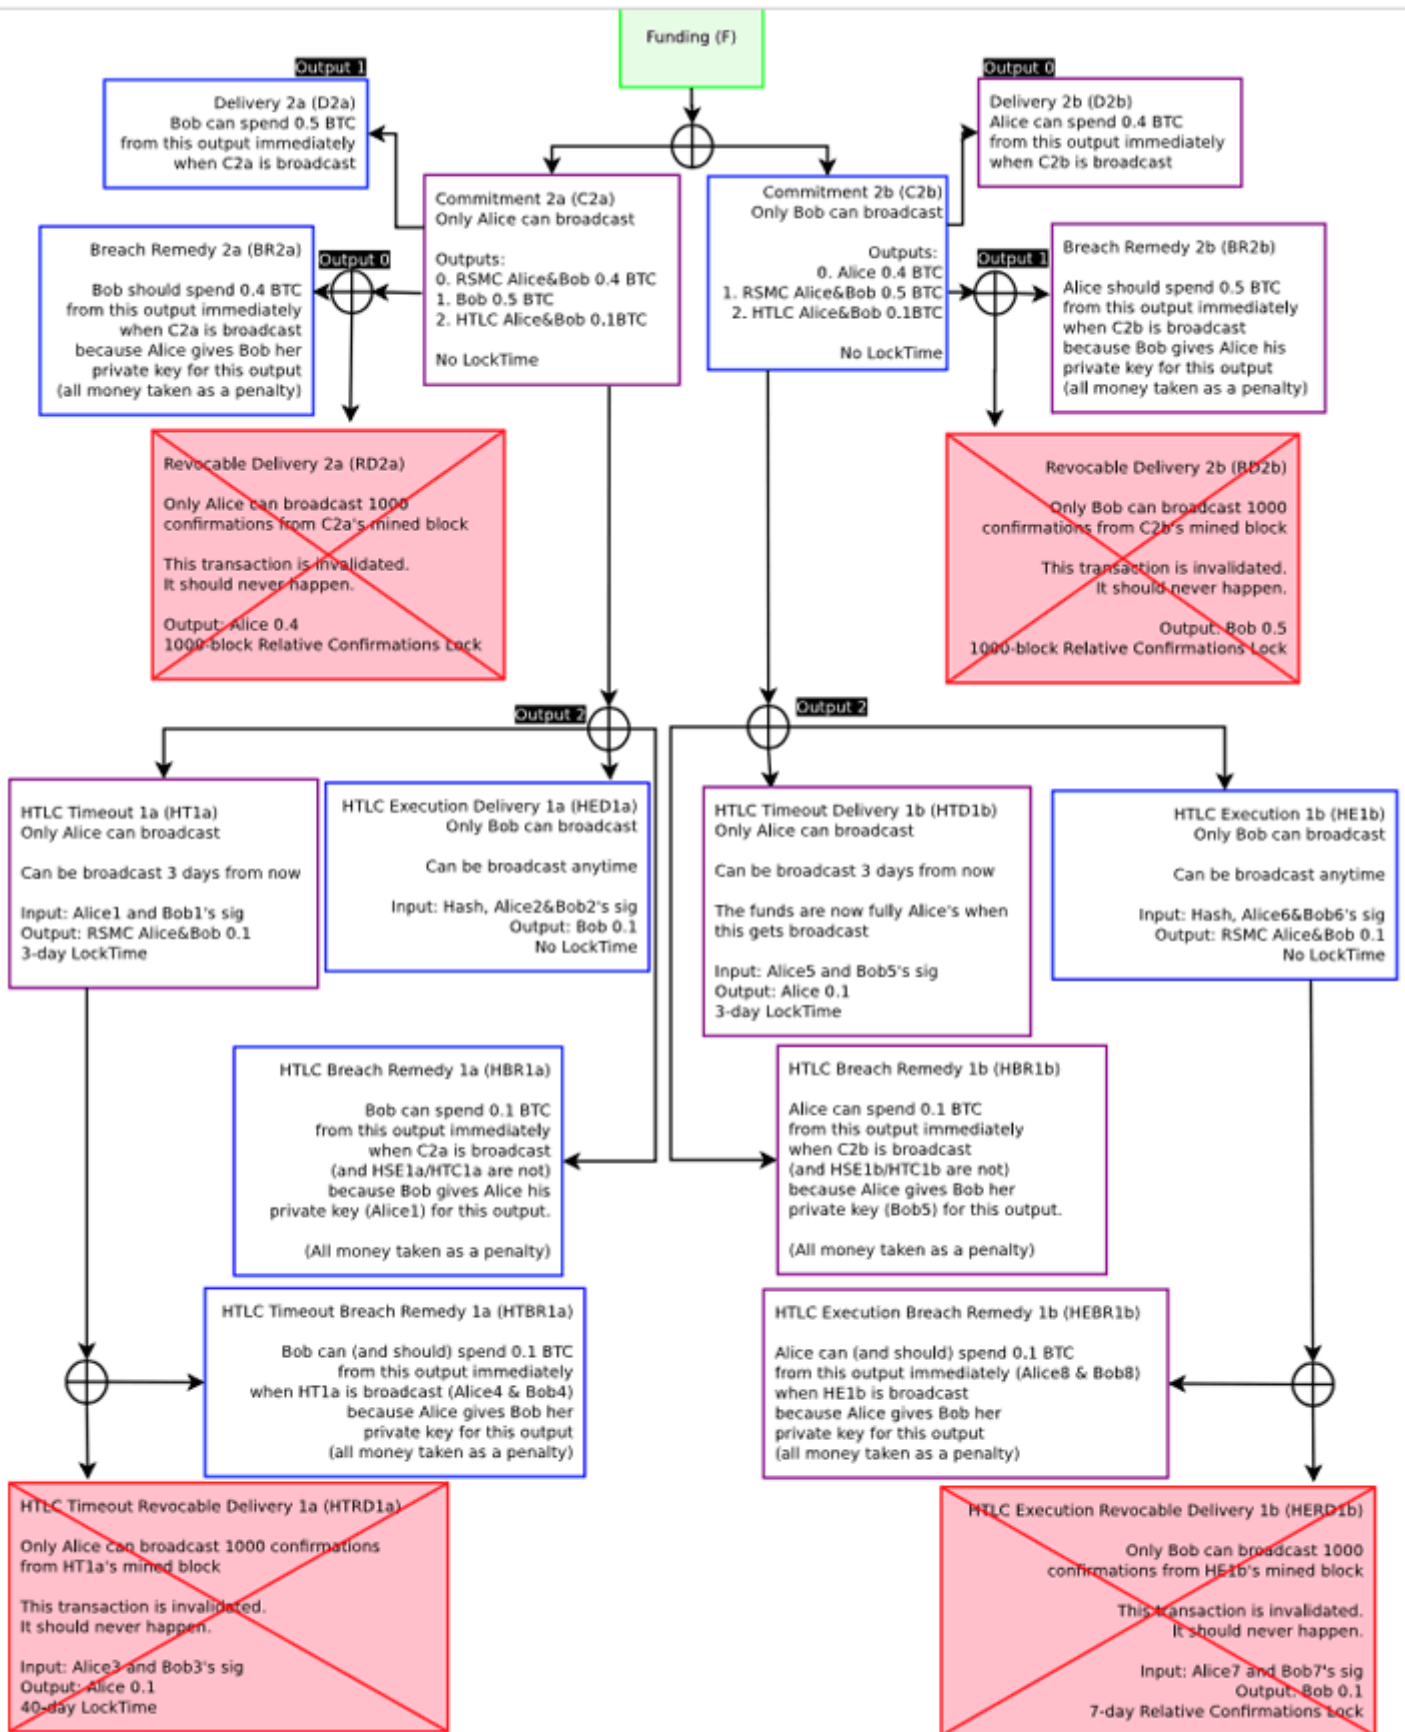 Funding (F)
Output 1
Delivery 2a (D2a)
Bob can spend 0.5 BTC
from this output immediately
when C2a is broadcast
Output 0
Delivery 2b (D2b)
Alice can spend 0.4 BTC
from this output immediately
when C2b is broadcast
Commitment 2a (C2a)
Only Alice can broadcast
Outputs:
0. RSMC Alice&Bob 0.4 BTC
1. Bob 0.5 BTC
2. HTLC Alice&Bob 0.1BTC
No LockTime
Commitment 2b (C2b)
Only Bob can broadcast
Outputs:
0. Alice 0.4 BTC
1. RSMC Alice&Bob 0.5 BTC
2. HTLC Alice&Bob 0.1BTC
No LockTime
Breach Remedy 2a (BR2a)
Bob should spend 0.4 BTC
from this output immediately
when C2a is broadcast
because Alice gives Bob her
private key for this output
(all money taken as a penalty)
Output 0
Output 1
Breach Remedy 2b (BR2b)
Alice should spend 0.5 BTC
from this output immediately
when C2b is broadcast
because Bob gives Alice his
private key for this output
(all money taken as a penalty)
Revocable Delivery 2a (RD2a)
Only Alice can broadcast 1000
confirmations from C2a's mined block
This transaction is invalidated.
It should never happen.
Output: Alice 0.4
1000-block Relative Confirmations Lock
Revocable Delivery 2b (RD2b)
Only Bob can broadcast 1000
confirmations from C2b's mined block
This transaction is invalidated.
It should never happen.
Output: Bob 0.5
1000-block Relative Confirmations Lock
Output 2
Output 2
HTLC Timeout 1a (HT1a)
Only Alice can broadcast
Can be broadcast 3 days from now
Input: Alice1 and Bob1's sig
Output: RSMC Alice&Bob 0.1
3-day LockTime
HTLC Execution Delivery 1a (HED1a)
Only Bob can broadcast
Can be broadcast anytime
Input: Hash, Alice2&Bob2's sig
Output: Bob 0.1
No LockTime
HTLC Timeout Delivery 1b (HTD1b)
Only Alice can broadcast
Can be broadcast 3 days from now
The funds are now fully Alice's when
this gets broadcast
Input: Alice5 and Bob5's sig
Output: Alice 0.1
3-day LockTime
HTLC Execution 1b (HE1b)
Only Bob can broadcast
Can be broadcast anytime
Input: Hash, Alice6&Bob6's sig
Output: RSMC Alice&Bob 0.1
No LockTime
HTLC Breach Remedy 1a (HBR1a)
Bob can spend 0.1 BTC
from this output immediately
when C2a is broadcast
(and HSE1a/HTC1a are not)
because Bob gives Alice his
private key (Alice1) for this output.
(All money taken as a penalty)
HTLC Breach Remedy 1b (HBR1b)
Alice can spend 0.1 BTC
from this output immediately
when C2b is broadcast
(and HSE1b/HTC1b are not)
because Alice gives Bob her
private key (Bob5) for this output.
(All money taken as a penalty)
HTLC Timeout Breach Remedy 1a (HTBR1a)
Bob can (and should) spend 0.1 BTC
from this output immediately
when HT1a is broadcast (Alice4 & Bob4)
because Alice gives Bob her
private key for this output
(all money taken as a penalty)
HTLC Execution Breach Remedy 1b (HEBR1b)
Alice can (and should) spend 0.1 BTC
from this output immediately (Alice8 & Bob8)
when HE1b is broadcast
because Alice gives Bob her
private key for this output
(all money taken as a penalty)
HTLC Timeout Revocable Delivery 1a (HTRD1a)
Only Alice can broadcast 1000 confirmations
from HT1a's mined block
This transaction is invalidated.
It should never happen.
Input: Alice3 and Bob3's sig
Output: Alice 0.1
40-day LockTime
HTLC Execution Revocable Delivery 1b (HERD1b)
Only Bob can broadcast 1000
confirmations from HE1b's mined block
This transaction is invalidated.
It should never happen.
Input: Alice7 and Bob7's sig
Output: Bob 0.1
7-day Relative Confirmations Lock